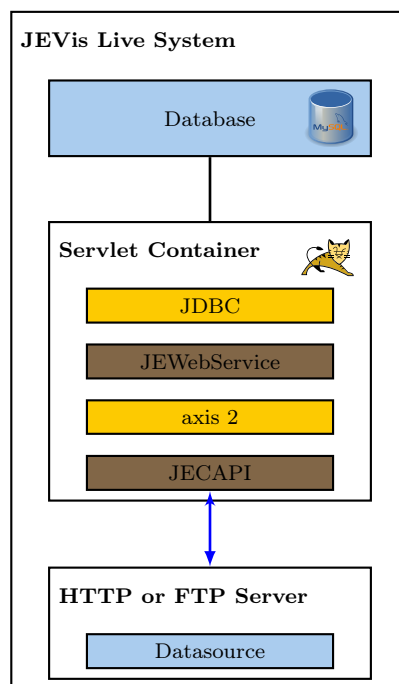 JEVis Live System
Database
Servlet Container
JDBC
JEWebService
axis 2
JECAPI
HTTP or FTP Server
Datasource